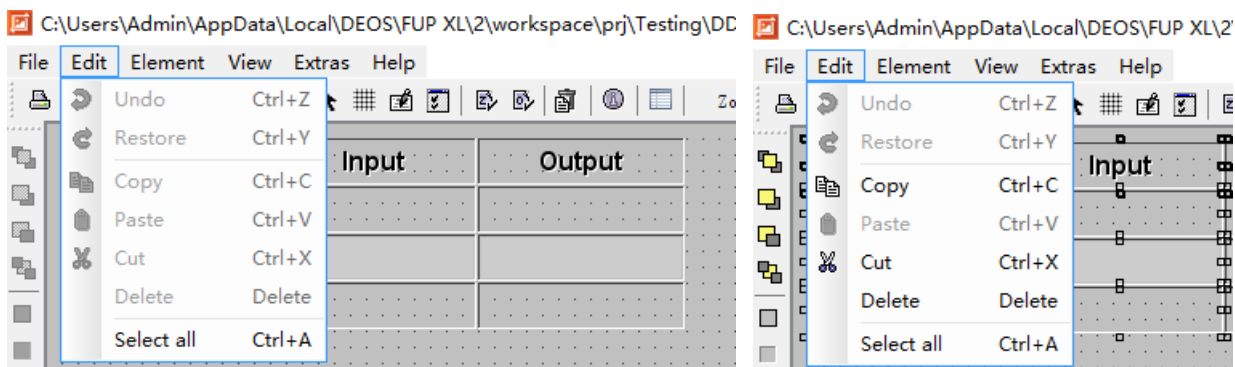 C:\Users\Admin\AppData\Local\DEOS\FUP XL\2\workspace\prj\Testing\DD
File Edit Element View Extras Help
Undo Ctrl+Z
Zo
Restore Ctrl+Y
Input Output
Copy Ctrl+C
Paste Ctrl+V
Cut Ctrl+X
Delete Delete
Select all Ctrl+A
C:\Users\Admin\AppData\Local\DEOS\FUP XL\2\
File Edit Element View Extras Help
Undo Ctrl+Z
Restore Ctrl+Y
Input
Copy Ctrl+C
Paste Ctrl+V
Cut Ctrl+X
Delete Delete
Select all Ctrl+A